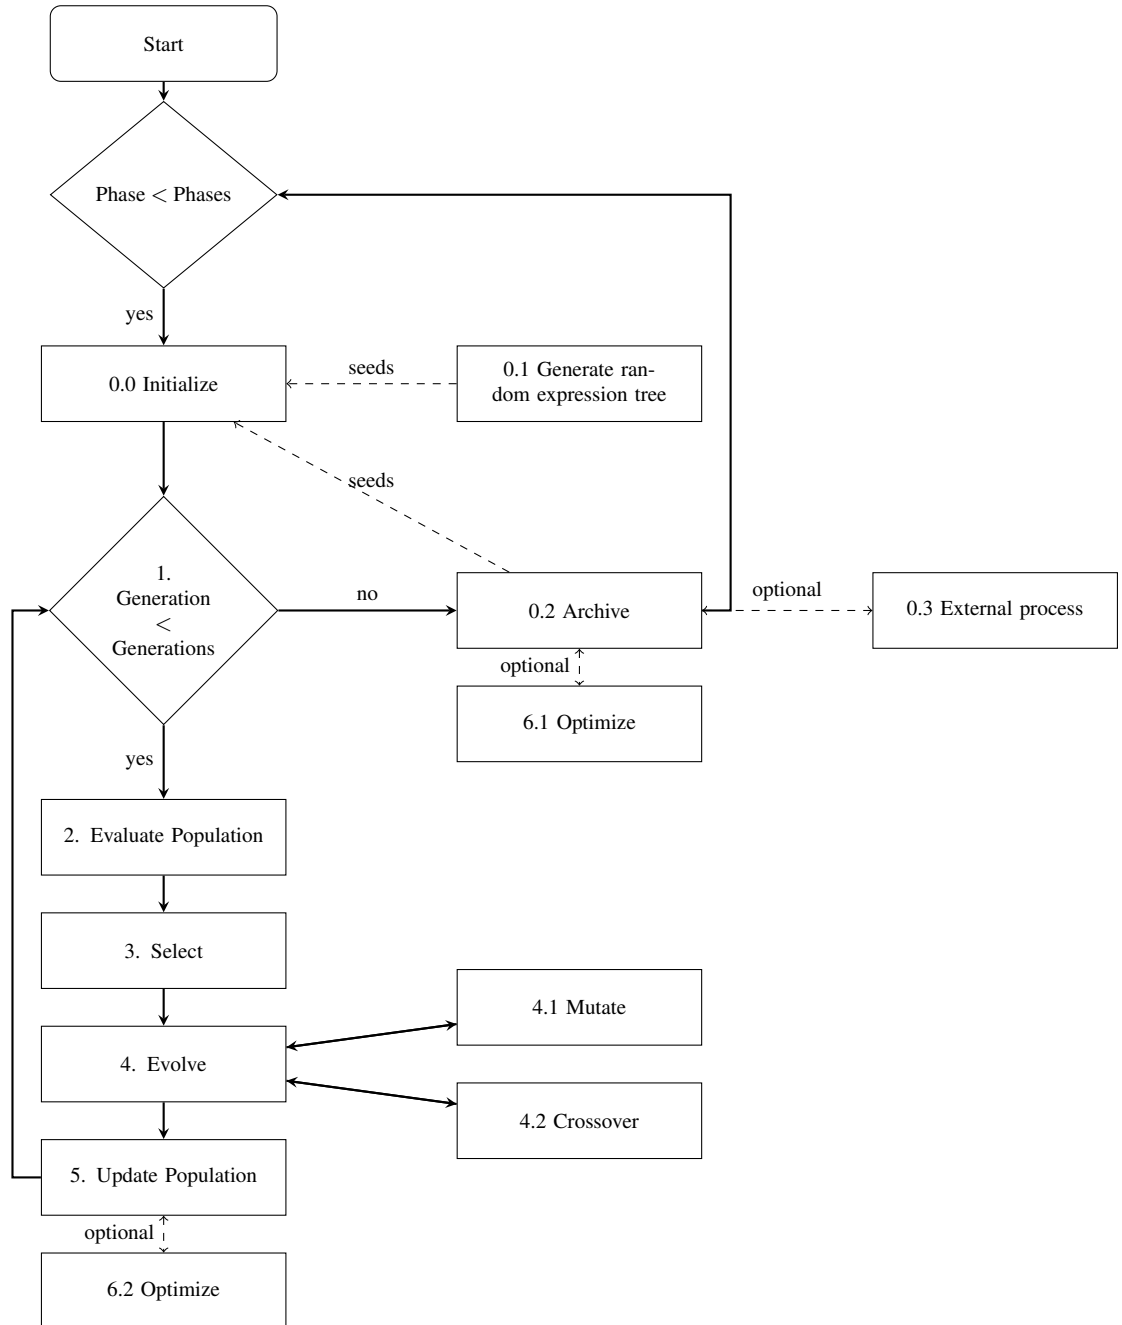 Start
Phase < Phases
yes
0.0 Initialize
seeds
0.1 Generate ran-
dom expression tree
seeds
1.
Generation
<
Generations
no
0.2 Archive
optional
0.3 External process
optional
6.1 Optimize
yes
2. Evaluate Population
3. Select
4.1 Mutate
4. Evolve
4.2 Crossover
5. Update Population
optional
6.2 Optimize